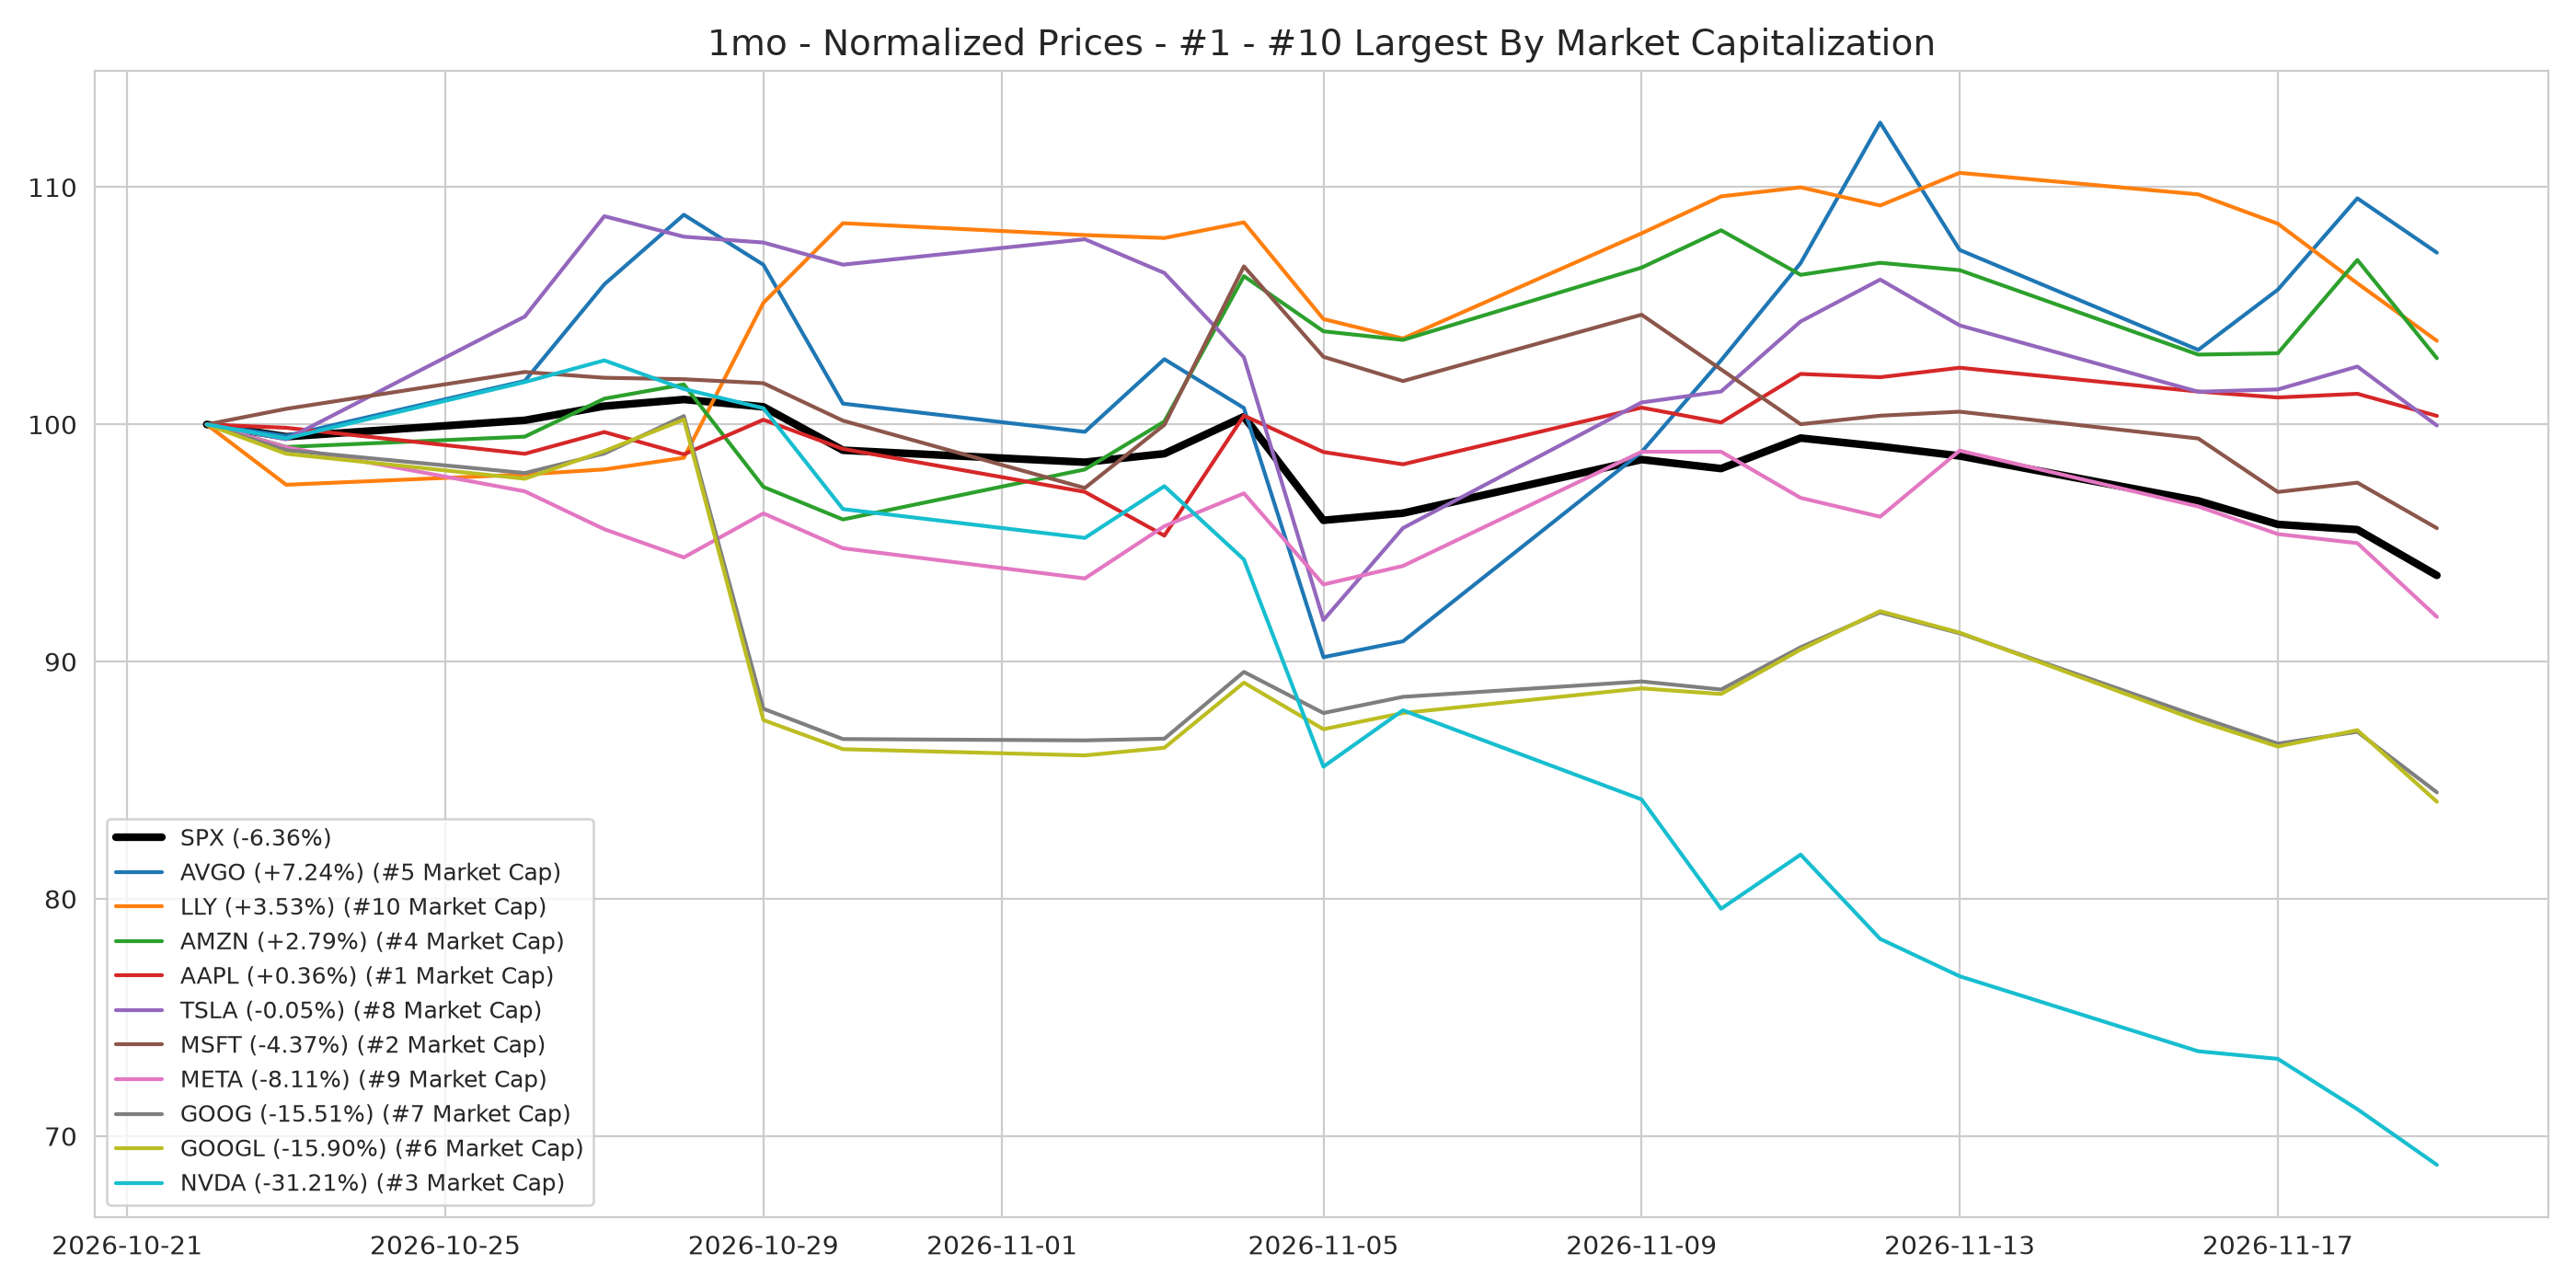 1mo - Normalized Prices - #1 - #10 Largest By Market Capitalization
110
100
90
80
70
SPX (-6.36%)
AVGO (+7.24%) (#5 Market Cap)
LLY (+3.53%) (#10 Market Cap)
AMZN (+2.79%) (#4 Market Cap)
AAPL (+0.36%) (#1 Market Cap)
TSLA (-0.05%) (#8 Market Cap)
MSFT (-4.37%) (#2 Market Cap)
META (-8.11%) (#9 Market Cap)
GOOG (-15.51%) (#7 Market Cap)
GOOGL (-15.90%) (#6 Market Cap)
NVDA (-31.21%) (#3 Market Cap)
2026-10-21 2026-10-25 2026-10-29 2026-11-01 2026-11-05 2026-11-09 2026-11-13 2026-11-17